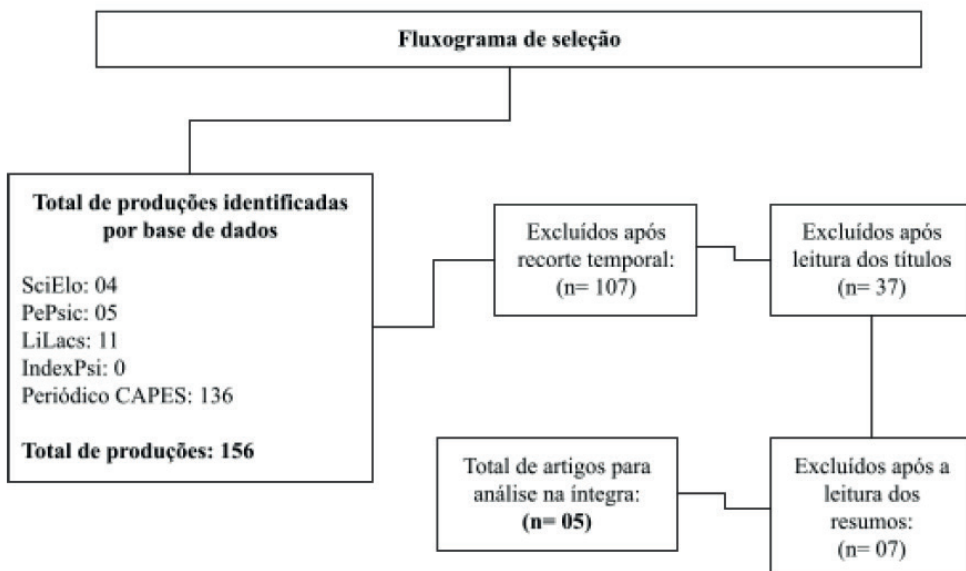 Fluxograma de seleção
Total de produções identificadas
por base de dados
SciElo: 04
PePsic: 05
LiLacs: 11
IndexPsi: 0
Periódico CAPES: 136
Total de produções: 156
Excluídos após
recorte temporal:
(n= 107)
Excluídos após
leitura dos títulos
(n= 37)
Excluídos após a
leitura dos
resumos:
(n= 07)
Total de artigos para
análise na íntegra:
(n= 05)